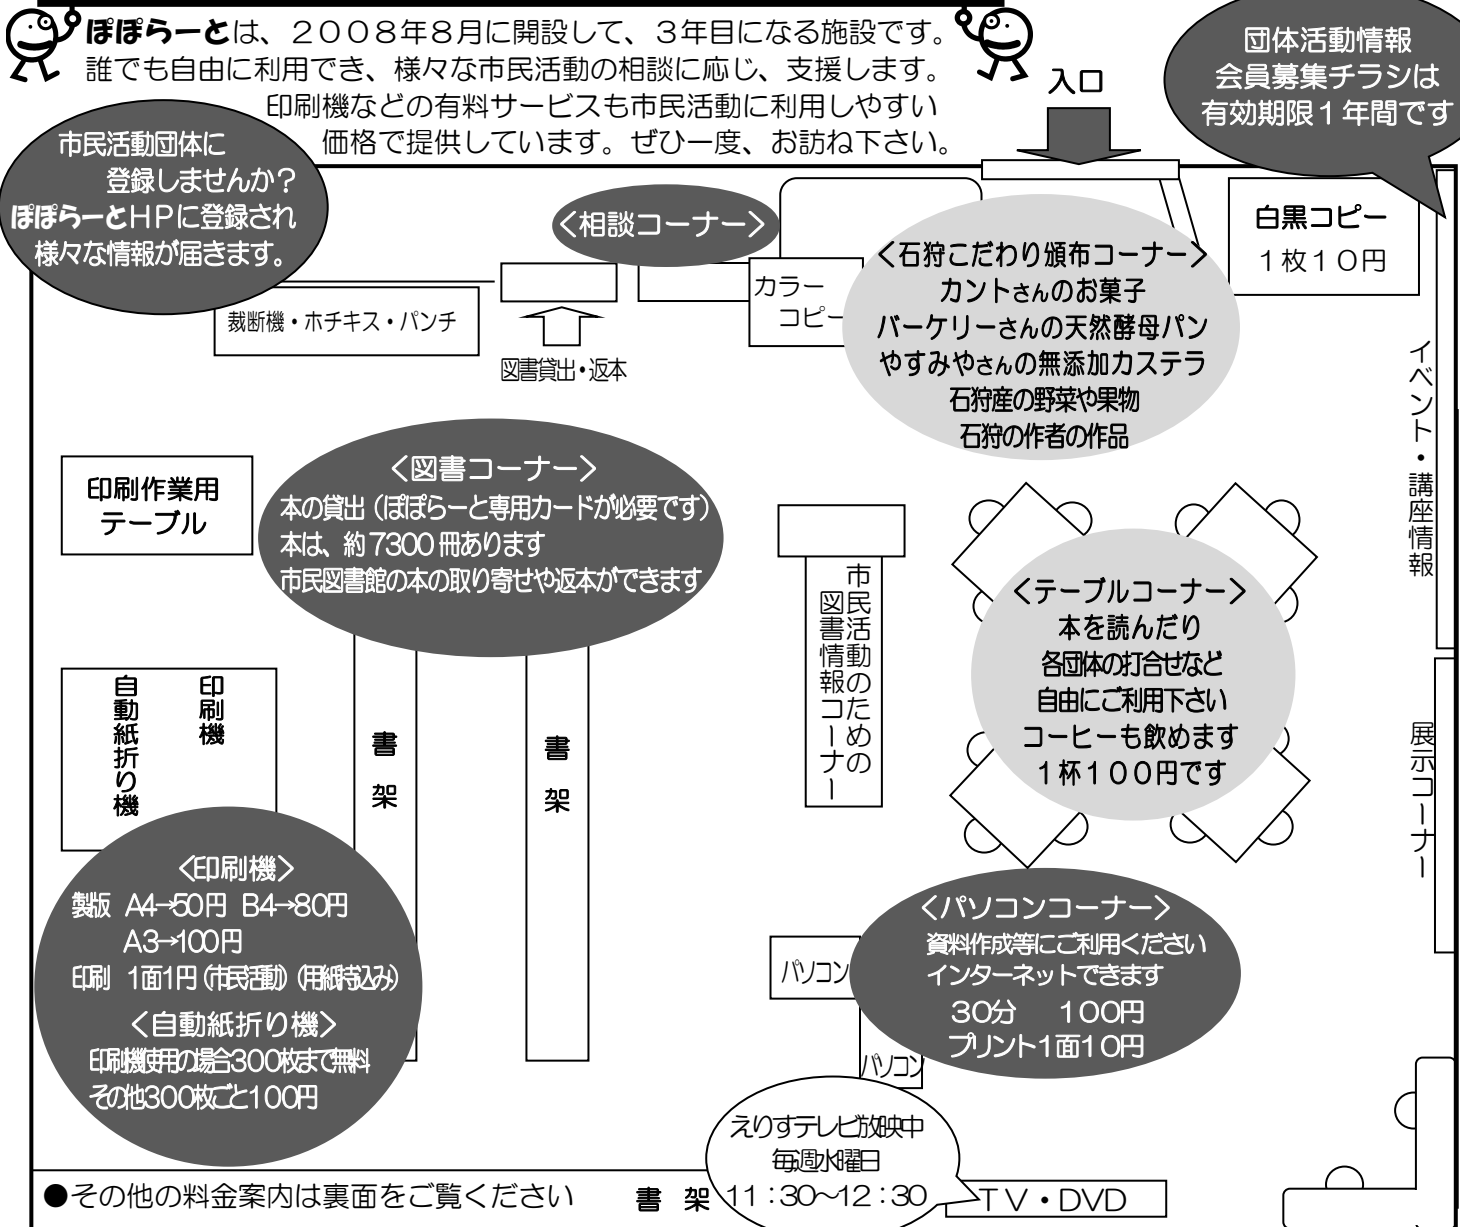 ぽぽらーとは、２００８年８月に開設して、３年目になる施設です。
誰でも自由に利用でき、様々な市民活動の相談に応じ、支援します。
印刷機などの有料サービスも市民活動に利用しやすい
価格で提供しています。ぜひ一度、お訪ね下さい。
入口
団体活動情報
会員募集チラシは
有効期限１年間です
市民活動団体に
登録しませんか？
ぽぽらーとＨＰに登録され
様々な情報が届きます。
＜相談コーナー＞
白黒コピー
１枚１０円
カラー
コピー
＜石狩こだわり頒布コーナー＞
カントさんのお菓子
バーケリーさんの天然酵母パン
やすみやさんの無添加カステラ
石狩産の野菜や果物
石狩の作者の作品
裁断機・ホチキス・パンチ
図書貸出・返本
イベント・講座情報
印刷作業用
テーブル
＜図書コーナー＞
本の貸出（ぽぽらーと専用カードが必要です）
本は、約7300冊あります
市民図書館の本の取り寄せや返本ができます
市民活動のための
図書情報コーナー
＜テーブルコーナー＞
本を読んだり
各団体の打合せなど
自由にご利用下さい
コーヒーも飲めます
１杯１００円です
印刷機
自動紙折り機
書架
書架
展示コーナー
＜印刷機＞
製版 A4→50円 B4→80円
A3→100円
印刷 1面1円（市民活動）（用紙持込み）
＜自動紙折り機＞
印刷機使用の場合300枚まで無料
その他300枚ごと100円
パソコン
＜パソコンコーナー＞
資料作成等にご利用ください
インターネットできます
30分 100円
プリント1面10円
パソコン
えりすテレビ放映中
毎週水曜日
11：30～12：30
●その他の料金案内は裏面をご覧ください
書架
ＴＶ・DVD